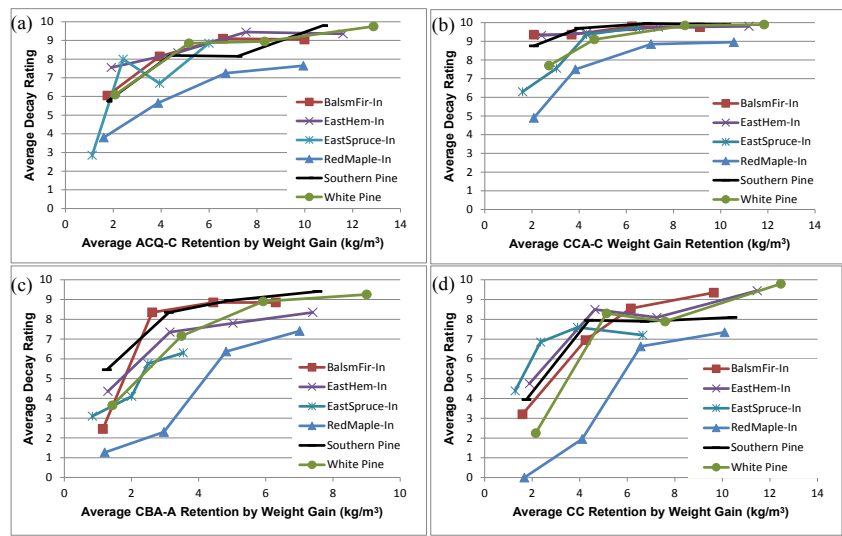 (a)
Average Decay Rating
10
9
8
7
6
5
4
3
2
1
0
BalsmFir-In
EastHem-In
EastSpruce-In
RedMaple-In
Southern Pine
White Pine
0 2 4 6 8 10 12 14
Average ACQ-C Retention by Weight Gain (kg/m³)
(b)
Average Decay Rating
10
9
8
7
6
5
4
3
2
1
0
BalsmFir-In
EastHem-In
EastSpruce-In
RedMaple-In
Southern Pine
White Pine
0 2 4 6 8 10 12 14
Average CCA-C Weight Gain Retention (kg/m³)
(c)
Average Decay Rating
10
9
8
7
6
5
4
3
2
1
0
BalsmFir-In
EastHem-In
EastSpruce-In
RedMaple-In
Southern Pine
White Pine
0 2 4 6 8 10
Average CBA-A Retention by Weight Gain (kg/m³)
(d)
Average Decay Rating
10
9
8
7
6
5
4
3
2
1
0
BalsmFir-In
EastHem-In
EastSpruce-In
RedMaple-In
Southern Pine
White Pine
0 2 4 6 8 10 12 14
Average CC Retention by Weight Gain (kg/m³)